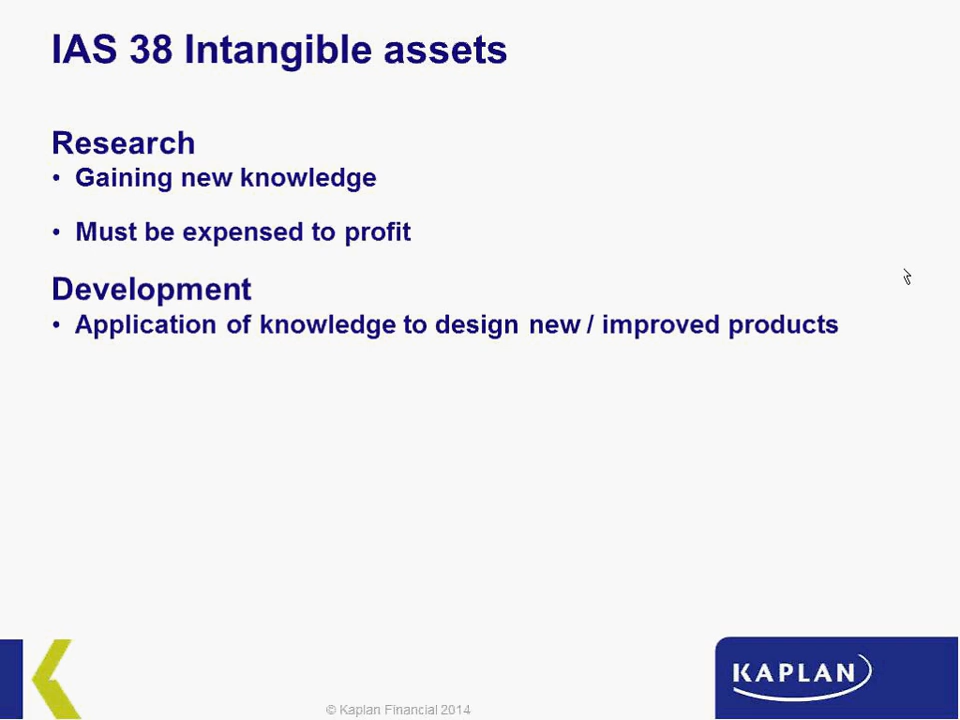 IAS 38 Intangible assets
Research
• Gaining new knowledge
• Must be expensed to profit
Development
• Application of knowledge to design new / improved products
© Kaplan Financial 2014
KAPLAN